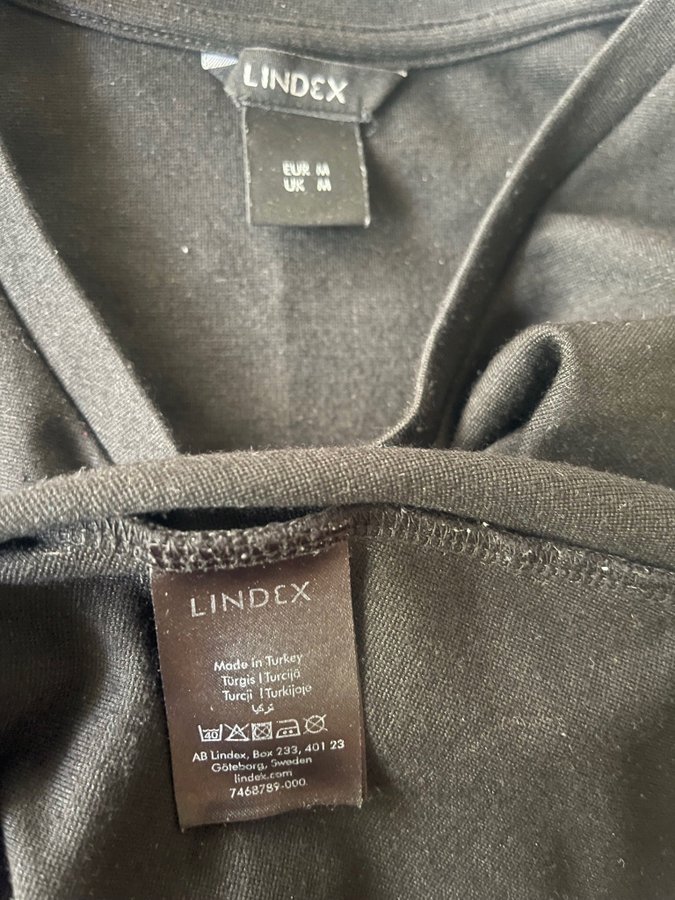 LINDEX
EUR M
UK M
LINDEX
Made in Turkey
Türgis | Turcijā
Turcji | Turkijoje
تركيا
40
AB Lindex, Box 233, 401 23
Göteborg, Sweden
lindex.com
7468789-000